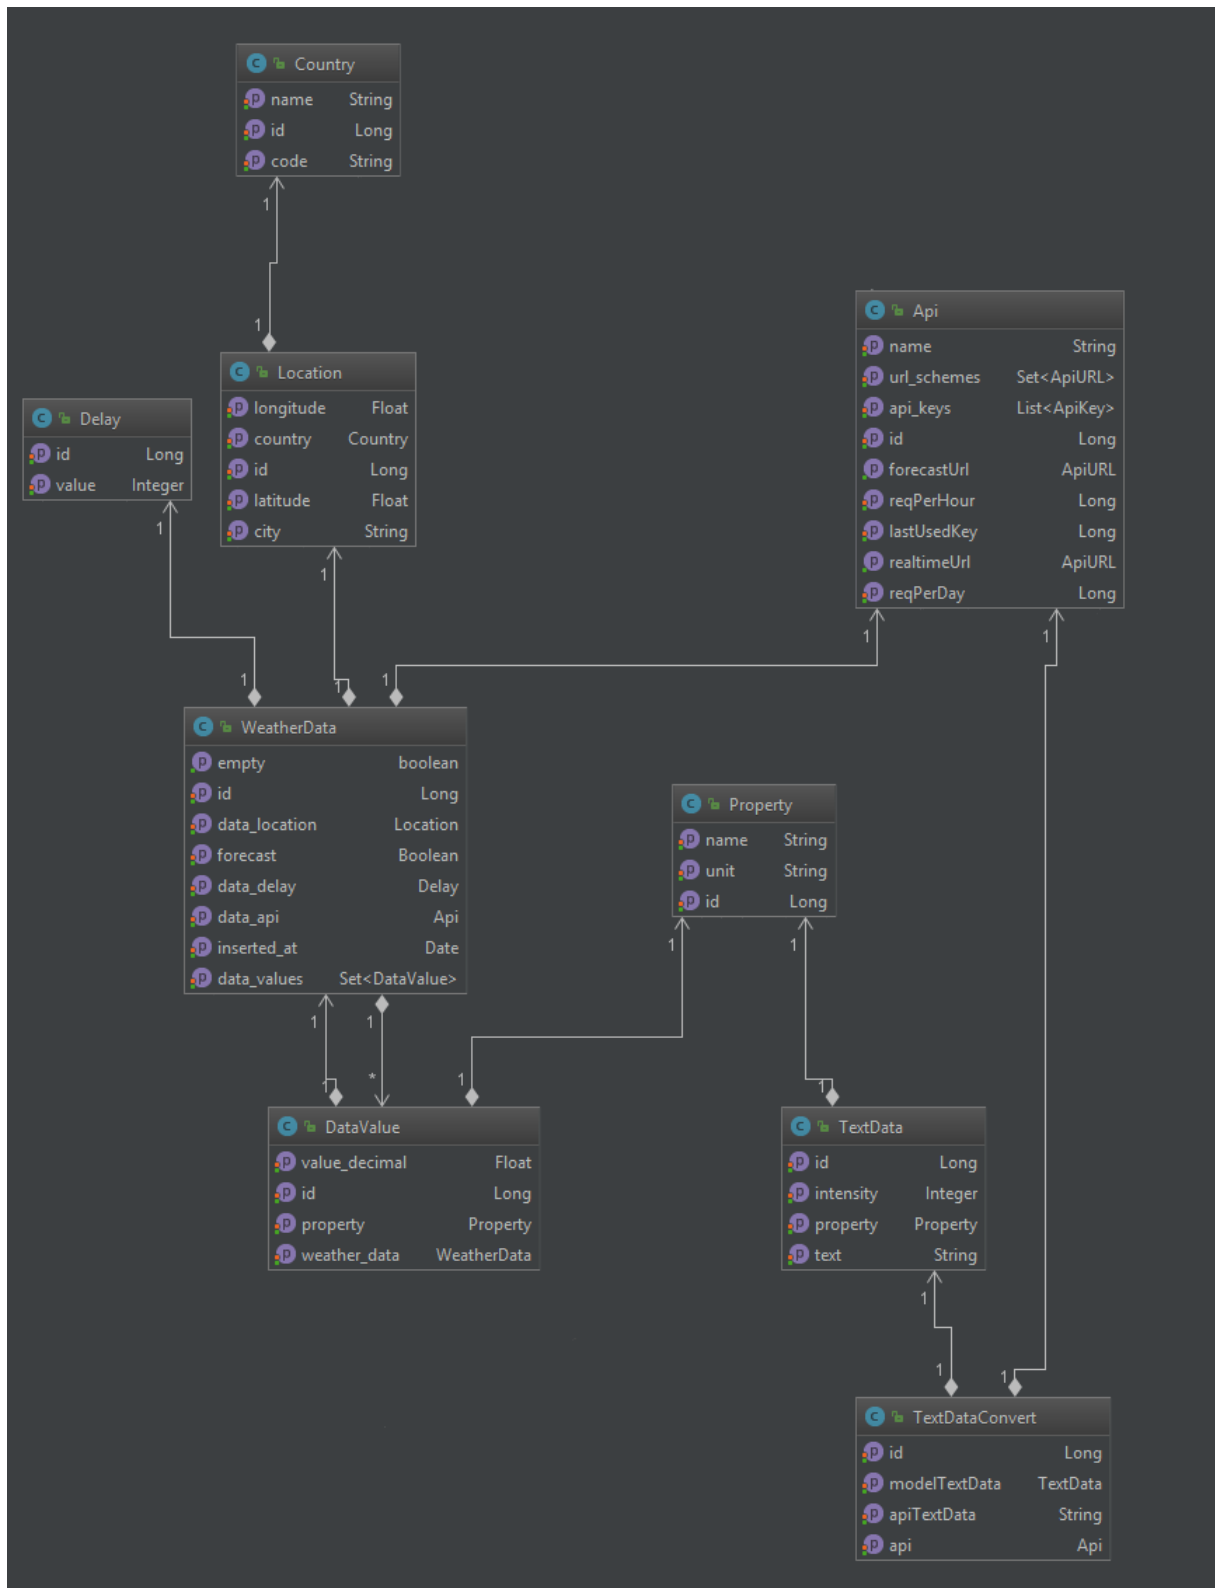 Country
name String
id Long
code String
1
1
Location
longitude Float
country Country
id Long
latitude Float
city String
Delay
id Long
value Integer
Api
name String
url_schemes Set<ApiURL>
api_keys List<ApiKey>
id Long
forecastUrl ApiURL
reqPerHour Long
lastUsedKey Long
realtimeUrl ApiURL
reqPerDay Long
1
1
1
1
1
1
1
WeatherData
empty boolean
id Long
data_location Location
forecast Boolean
data_delay Delay
data_api Api
inserted_at Date
data_values Set<DataValue>
Property
name String
unit String
id Long
1
1
1
1
1
*
1
1
DataValue
value_decimal Float
id Long
property Property
weather_data WeatherData
TextData
id Long
intensity Integer
property Property
text String
1
1
1
TextDataConvert
id Long
modelTextData TextData
apiTextData String
api Api